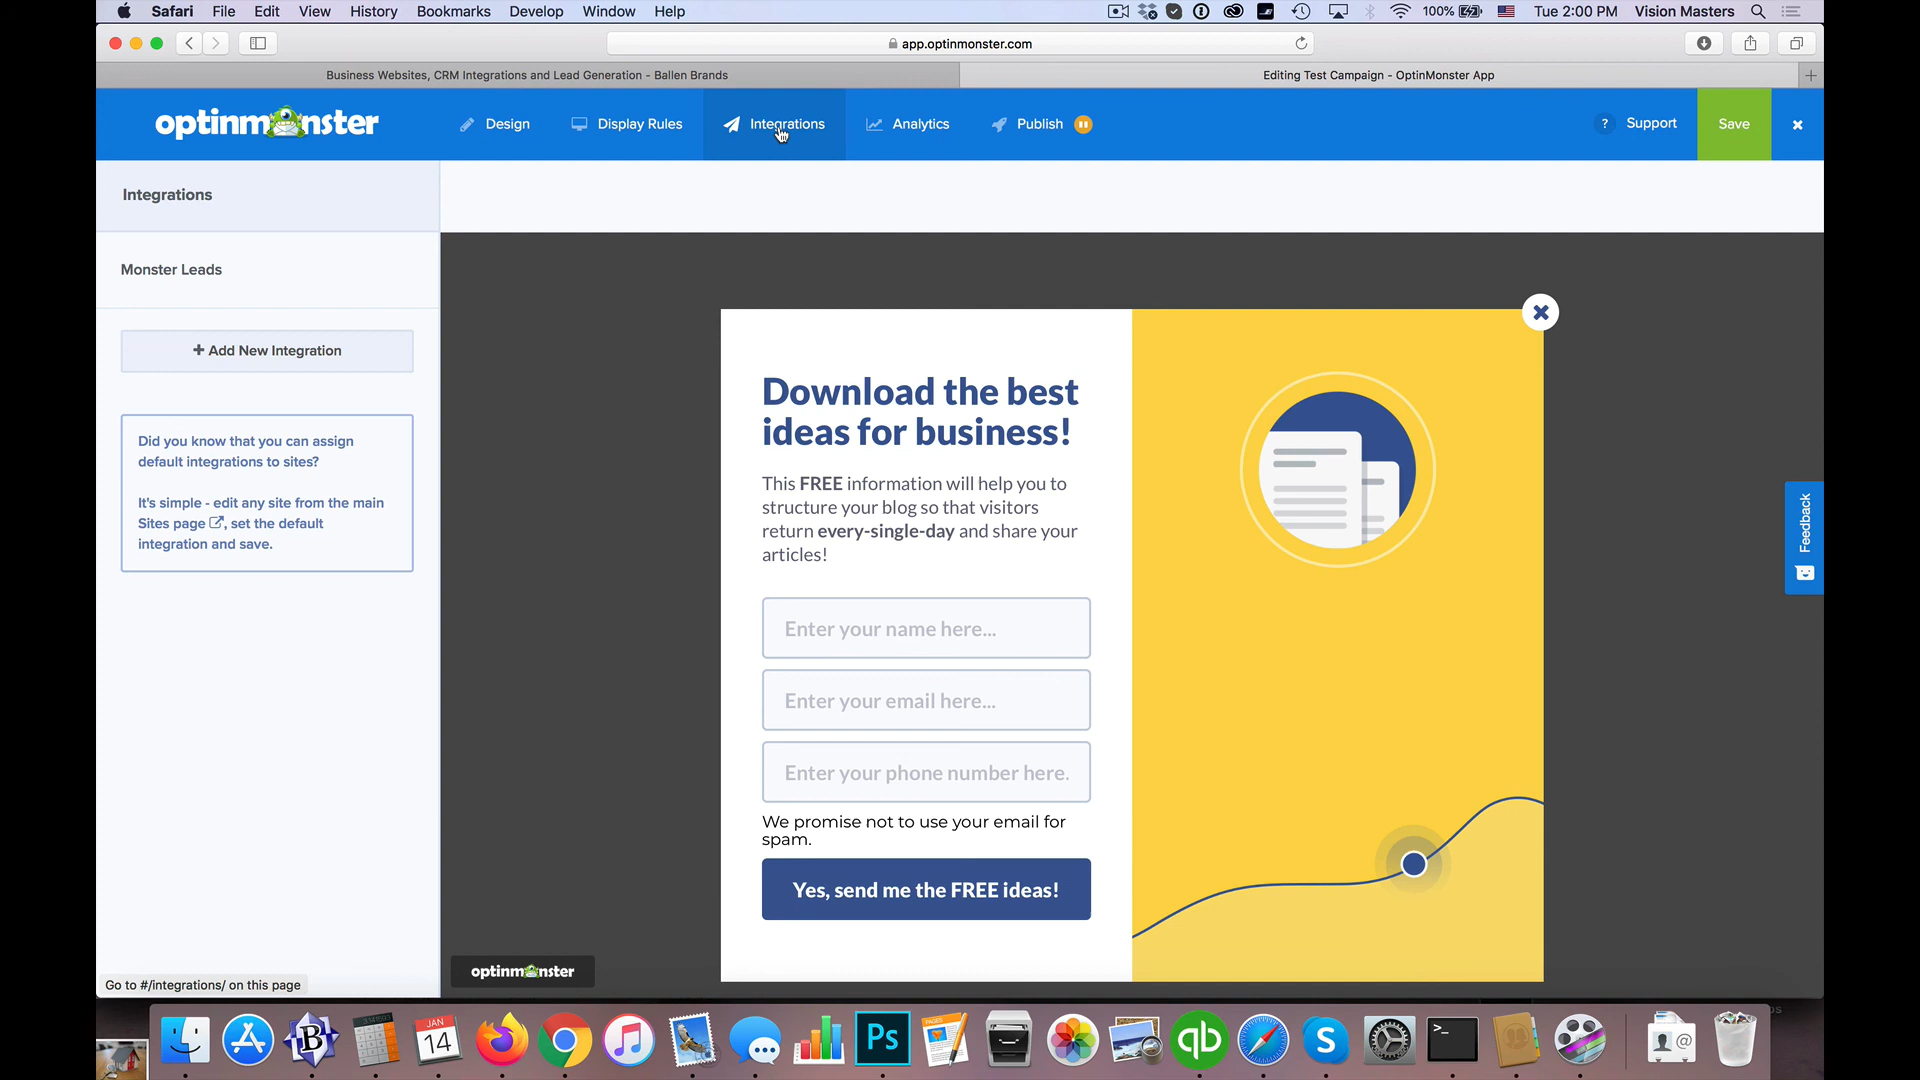 Safari File Edit View History Bookmarks Develop Window Help 100% Tue 2:00 PM Vision Masters
app.optinmonster.com
Business Websites, CRM Integrations and Lead Generation - Ballen Brands
Editing Test Campaign - OptinMonster App
optinmonster
Design
Display Rules
Integrations
Analytics
Publish
? Support
Save
Integrations
Monster Leads
+ Add New Integration
Did you know that you can assign
default integrations to sites?
It's simple - edit any site from the main
Sites page , set the default
integration and save.
Download the best
ideas for business!
This FREE information will help you to
structure your blog so that visitors
return every-single-day and share your
articles!
Enter your name here...
Enter your email here...
Enter your phone number here.
We promise not to use your email for
spam.
Yes, send me the FREE ideas!
Feedback
optinmonster
Go to #/integrations/ on this page
JAN
14
Ps
PAGES
qb
S
>_
@